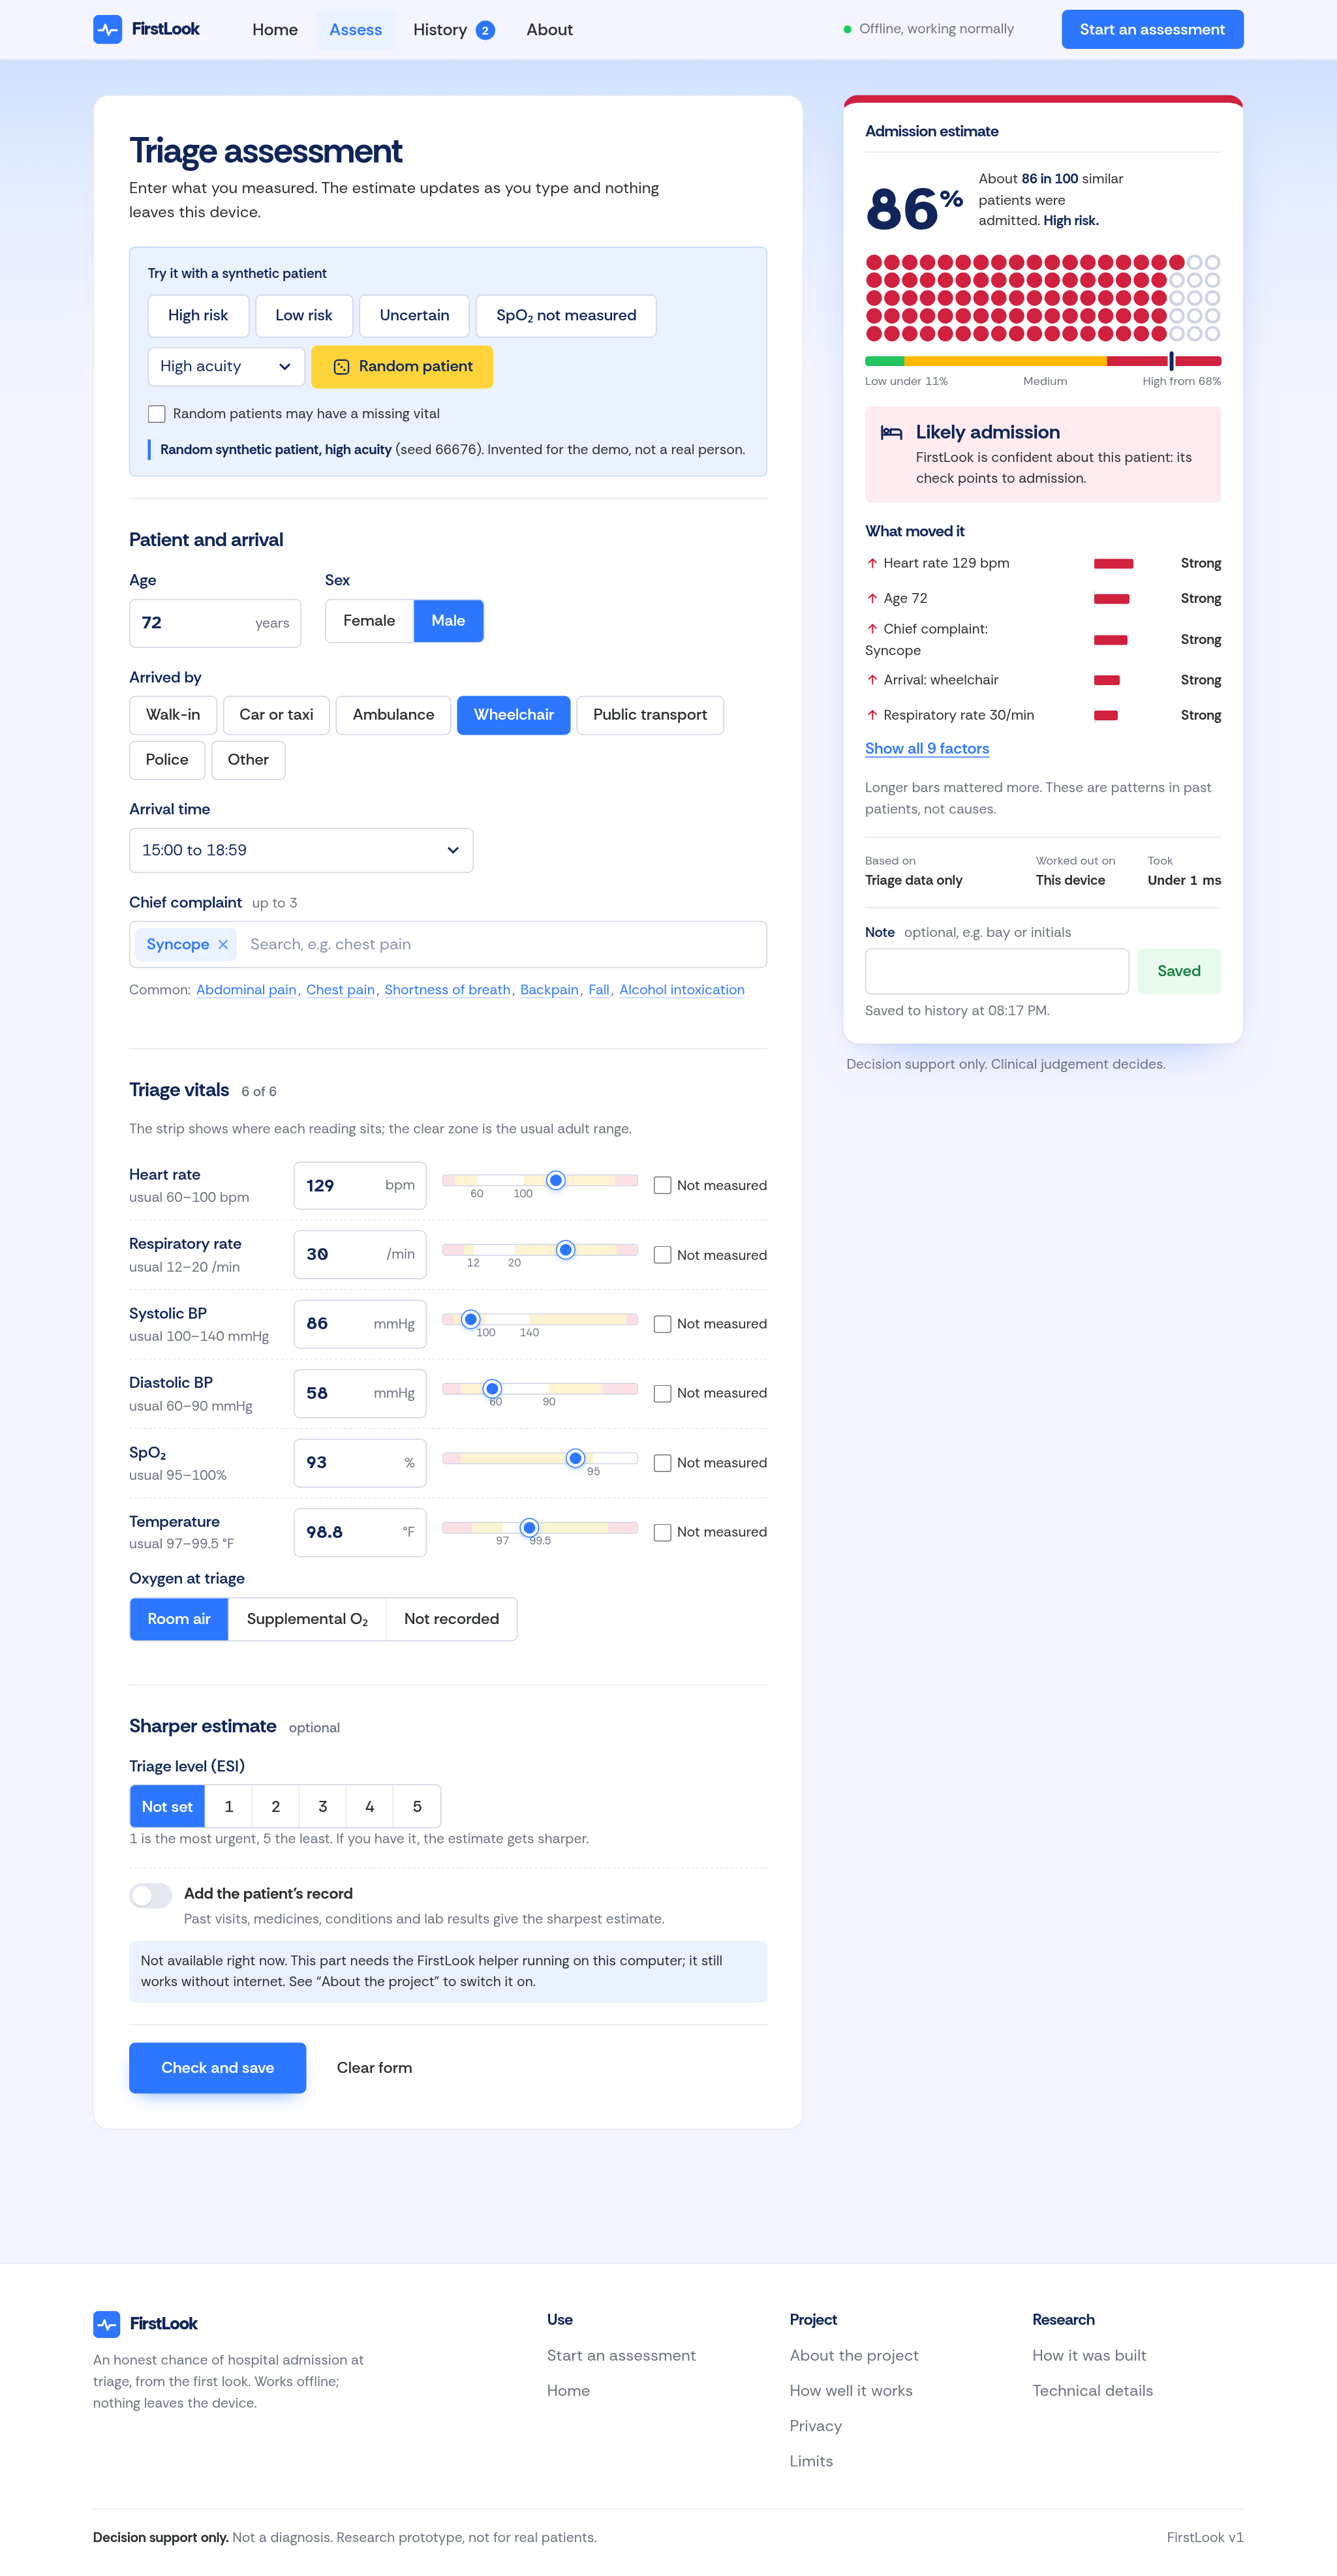 FirstLook
Home
Assess
History 2
About
Offline, working normally
Start an assessment
Triage assessment
Enter what you measured. The estimate updates as you type and nothing
leaves this device.
Try it with a synthetic patient
High risk
Low risk
Uncertain
SpO₂ not measured
High acuity
Random patient
Random patients may have a missing vital
Random synthetic patient, high acuity (seed 66676). Invented for the demo, not a real person.
Patient and arrival
Age
Sex
72 years
Female
Male
Arrived by
Walk-in
Car or taxi
Ambulance
Wheelchair
Public transport
Police
Other
Arrival time
15:00 to 18:59
Chief complaint up to 3
Syncope
Search, e.g. chest pain
Common: Abdominal pain, Chest pain, Shortness of breath, Backpain, Fall, Alcohol intoxication
Triage vitals 6 of 6
The strip shows where each reading sits; the clear zone is the usual adult range.
Heart rate
usual 60–100 bpm
129 bpm
60 100
Not measured
Respiratory rate
usual 12–20 /min
30 /min
12 20
Not measured
Systolic BP
usual 100–140 mmHg
86 mmHg
100 140
Not measured
Diastolic BP
usual 60–90 mmHg
58 mmHg
60 90
Not measured
SpO₂
usual 95–100%
93 %
95
Not measured
Temperature
usual 97–99.5 °F
98.8 °F
97 99.5
Not measured
Oxygen at triage
Room air
Supplemental O₂
Not recorded
Sharper estimate optional
Triage level (ESI)
Not set 1 2 3 4 5
1 is the most urgent, 5 the least. If you have it, the estimate gets sharper.
Add the patient’s record
Past visits, medicines, conditions and lab results give the sharpest estimate.
Not available right now. This part needs the FirstLook helper running on this computer; it still
works without internet. See “About the project” to switch it on.
Check and save
Clear form
Admission estimate
86%
About 86 in 100 similar
patients were
admitted. High risk.
Low under 11%
Medium
High from 68%
Likely admission
FirstLook is confident about this patient: its
check points to admission.
What moved it
↑ Heart rate 129 bpm Strong
↑ Age 72 Strong
↑ Chief complaint:
Syncope Strong
↑ Arrival: wheelchair Strong
↑ Respiratory rate 30/min Strong
Show all 9 factors
Longer bars mattered more. These are patterns in past
patients, not causes.
Based on
Triage data only
Worked out on
This device
Took
Under 1 ms
Note optional, e.g. bay or initials
Saved
Saved to history at 08:17 PM.
Decision support only. Clinical judgement decides.
FirstLook
An honest chance of hospital admission at
triage, from the first look. Works offline;
nothing leaves the device.
Use
Start an assessment
Home
Project
About the project
How well it works
Privacy
Limits
Research
How it was built
Technical details
Decision support only. Not a diagnosis. Research prototype, not for real patients.
FirstLook v1